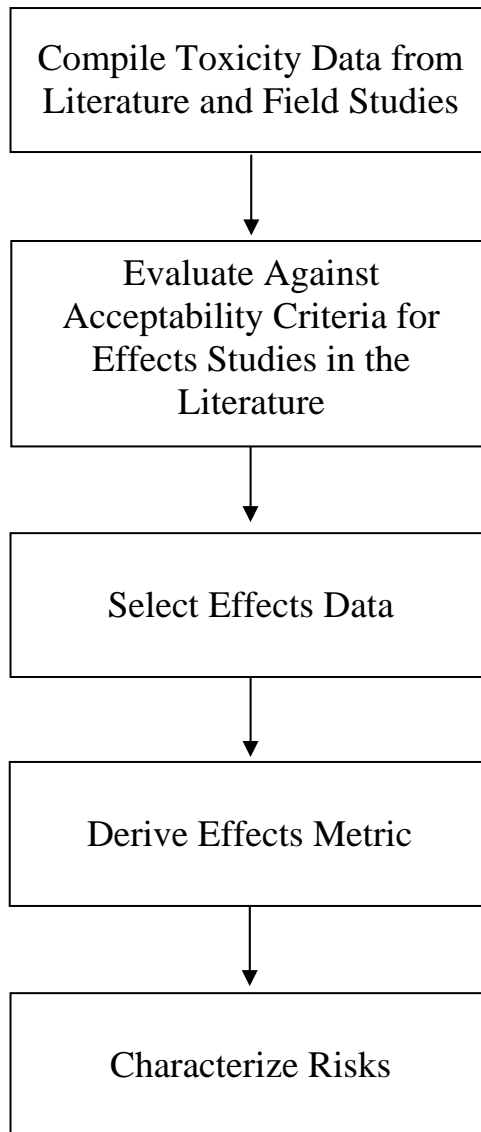 Compile Toxicity Data from
Literature and Field Studies
Evaluate Against
Acceptability Criteria for
Effects Studies in the
Literature
Select Effects Data
Derive Effects Metric
Characterize Risks